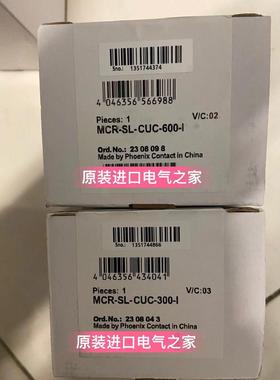 Sno.: 1351744374
4 046356 566988
Pieces: 1
V/C:02
MCR-SL-CUC-600-I
Ord.No.: 23 08 09 8
Made by Phoenix Contact in China
原装进口电气之家
Sno.: 1351744866
4 046356 434041
Pieces: 1
V/C:03
MCR-SL-CUC-300-I
Ord.No.: 23 08 04 3
Made by Phoenix Contact in China
原装进口电气之家